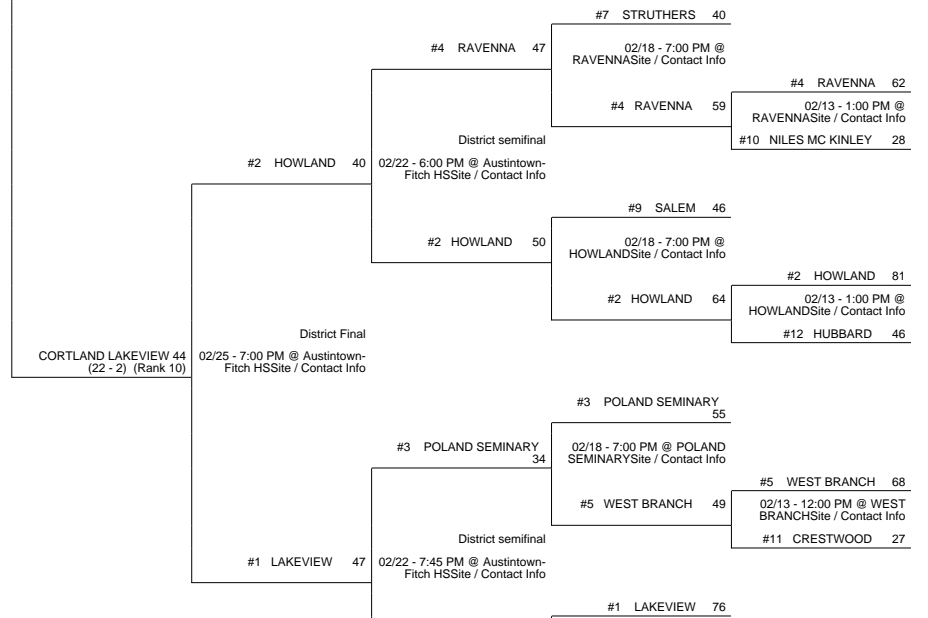 #7 STRUTHERS 40
#4 RAVENNA 47
02/18 - 7:00 PM @
RAVENNASite / Contact Info
#4 RAVENNA 62
#4 RAVENNA 59
02/13 - 1:00 PM @
RAVENNASite / Contact Info
District semifinal
#10 NILES MC KINLEY 28
#2 HOWLAND 40
02/22 - 6:00 PM @ Austintown-
Fitch HSSite / Contact Info
#9 SALEM 46
#2 HOWLAND 50
02/18 - 7:00 PM @
HOWLANDSite / Contact Info
#2 HOWLAND 81
#2 HOWLAND 64
02/13 - 1:00 PM @
HOWLANDSite / Contact Info
District Final
#12 HUBBARD 46
CORTLAND LAKEVIEW 44
(22 - 2) (Rank 10)
02/25 - 7:00 PM @ Austintown-
Fitch HSSite / Contact Info
#3 POLAND SEMINARY
55
#3 POLAND SEMINARY
34
02/18 - 7:00 PM @ POLAND
SEMINARYSite / Contact Info
#5 WEST BRANCH 68
#5 WEST BRANCH 49
02/13 - 12:00 PM @ WEST
BRANCHSite / Contact Info
District semifinal
#11 CRESTWOOD 27
#1 LAKEVIEW 47
02/22 - 7:45 PM @ Austintown-
Fitch HSSite / Contact Info
#1 LAKEVIEW 76